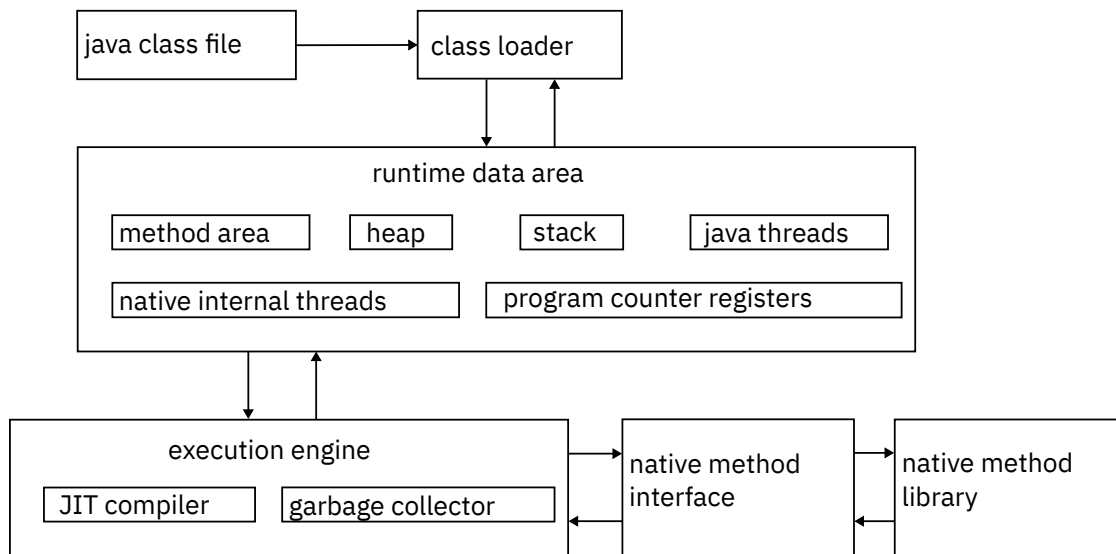 java class file
class loader
runtime data area
method area
heap
stack
java threads
native internal threads
program counter registers
execution engine
JIT compiler
garbage collector
native method
interface
native method
library